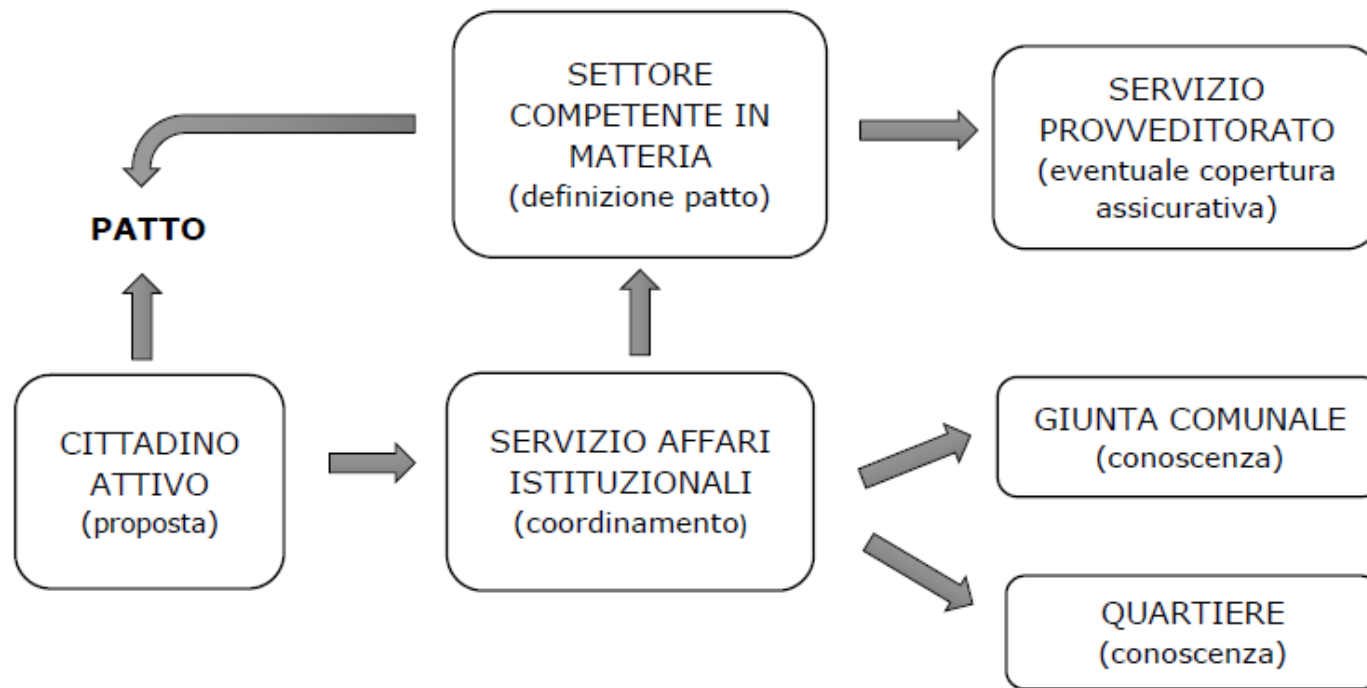 SETTORE
COMPETENTE IN
MATERIA
(definizione patto)
SERVIZIO
PROVVEDITORATO
(eventuale copertura
assicurativa)
PATTO
CITTADINO
ATTIVO
(proposta)
SERVIZIO AFFARI
ISTITUZIONALI
(coordinamento)
GIUNTA COMUNALE
(conoscenza)
QUARTIERE
(conoscenza)